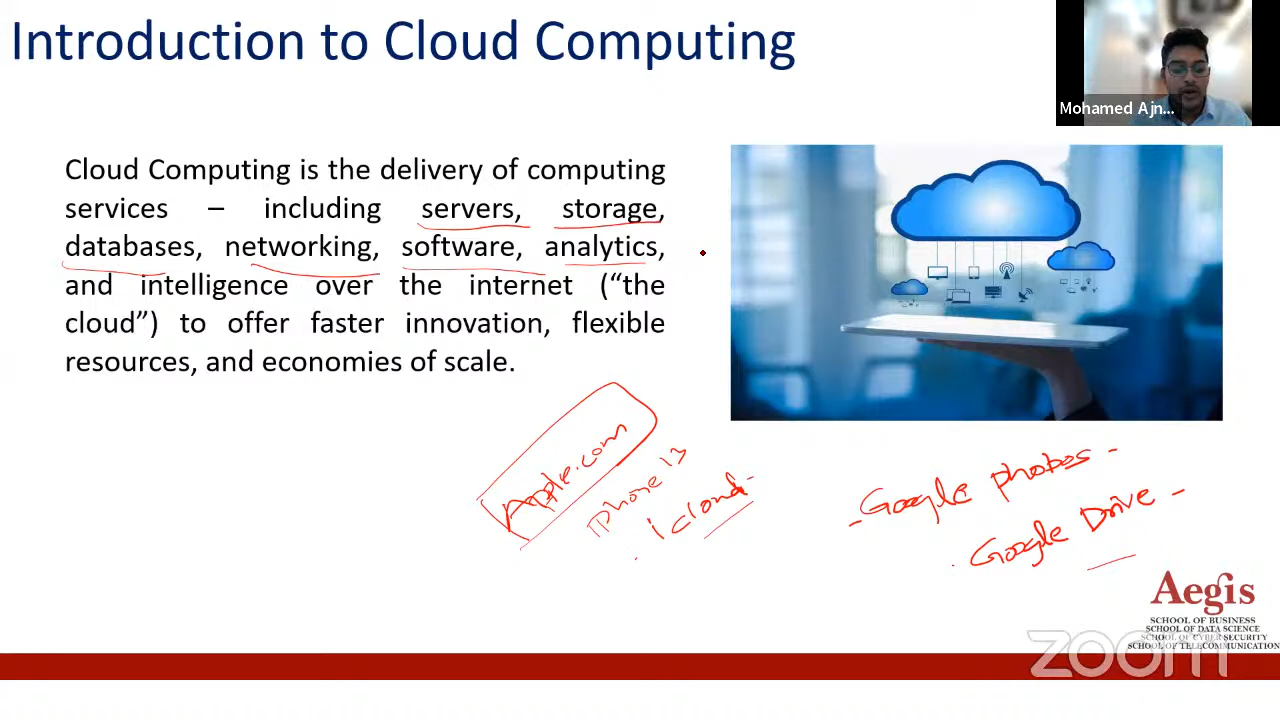 Introduction to Cloud Computing
Mohamed Ajn...
Cloud Computing is the delivery of computing
services – including servers, storage,
databases, networking, software, analytics,
and intelligence over the internet (“the
cloud”) to offer faster innovation, flexible
resources, and economies of scale.
Apple.com
iPhone 13
icloud
Google photos
Google Drive
Aegis
SCHOOL OF BUSINESS
SCHOOL OF DATA SCIENCE
SCHOOL OF CYBER SECURITY
SCHOOL OF TELECOMMUNICATION
zoom